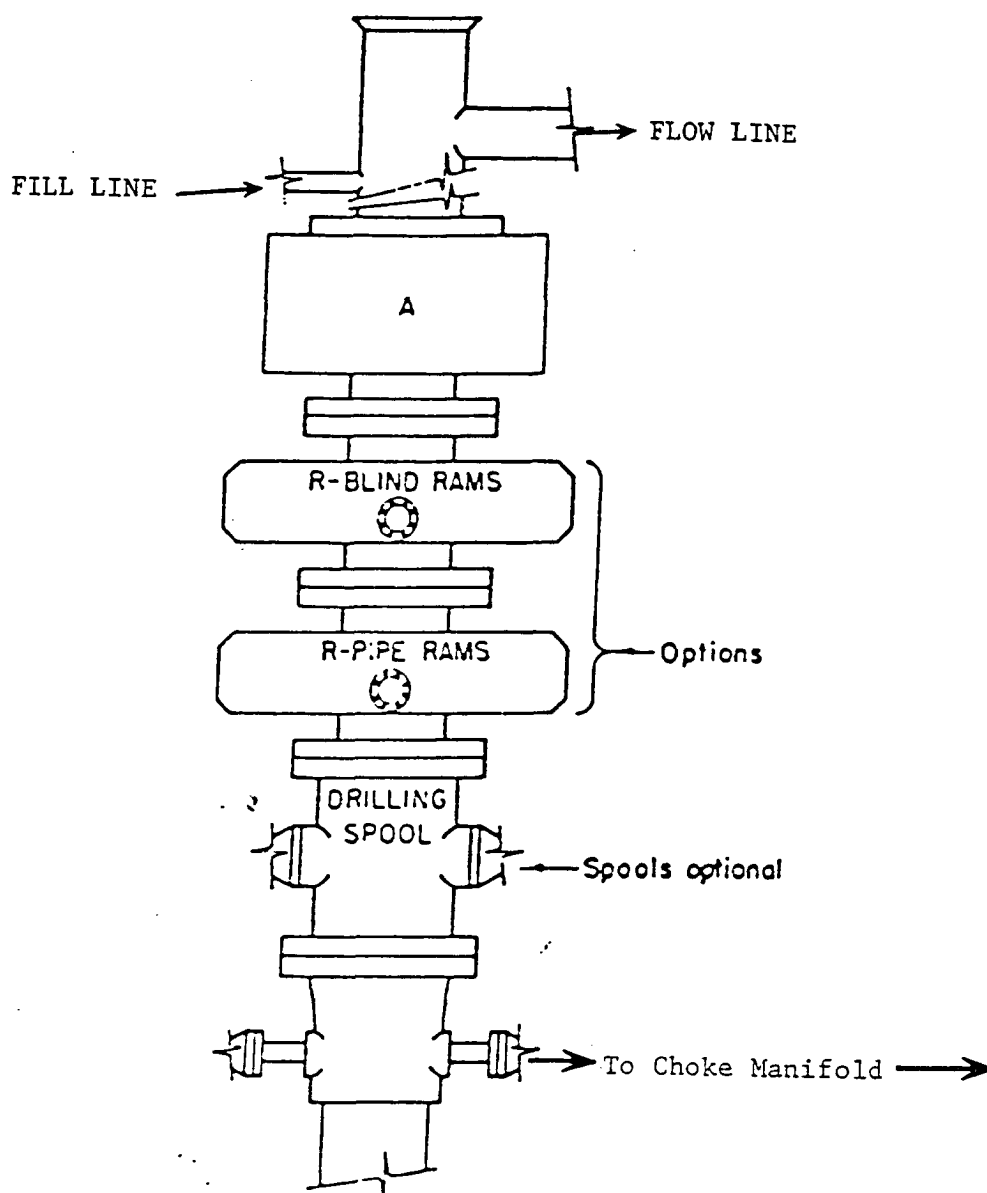 FLOW LINE
FILL LINE
A
R-BLIND RAMS
R-PIPE RAMS
Options
DRILLING
SPOOL
Spools optional
To Choke Manifold